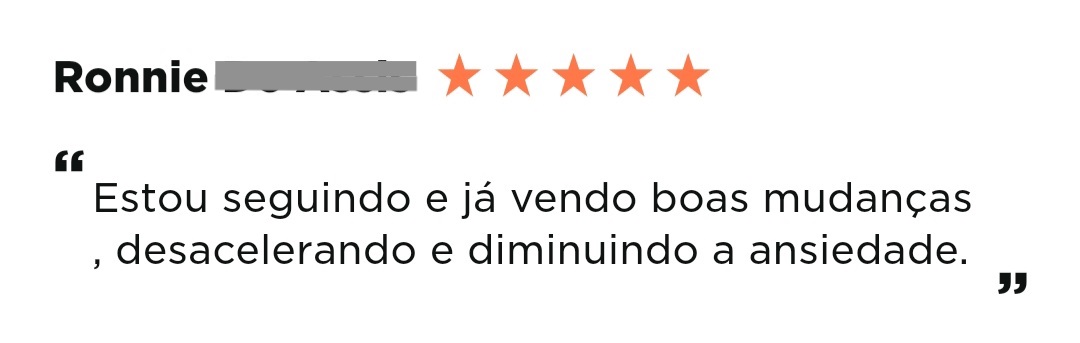 Ronnie
“
Estou seguindo e já vendo boas mudanças
, desacelerando e diminuindo a ansiedade.
”